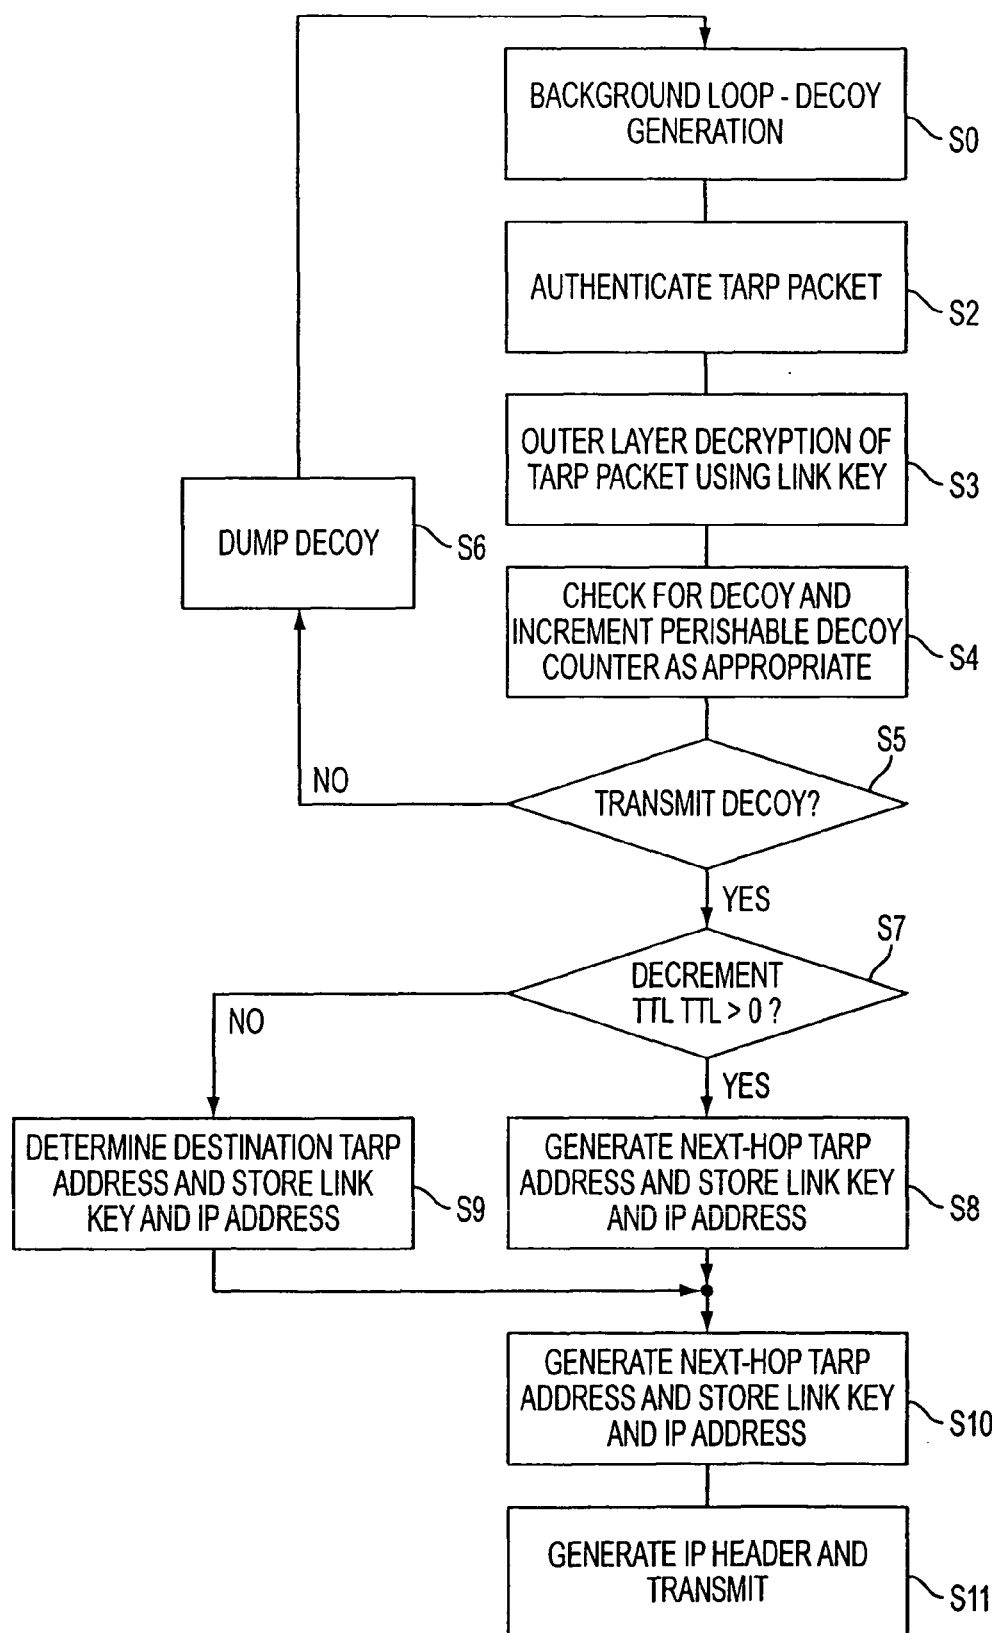 BACKGROUND LOOP - DECOY
GENERATION
S0
AUTHENTICATE TARP PACKET
S2
OUTER LAYER DECRYPTION OF
TARP PACKET USING LINK KEY
S3
DUMP DECOY
S6
CHECK FOR DECOY AND
INCREMENT PERISHABLE DECOY
COUNTER AS APPROPRIATE
S4
S5
NO
TRANSMIT DECOY?
YES
S7
DECREMENT
TTL TTL > 0 ?
NO
YES
DETERMINE DESTINATION TARP
ADDRESS AND STORE LINK
KEY AND IP ADDRESS
S9
GENERATE NEXT-HOP TARP
ADDRESS AND STORE LINK KEY
AND IP ADDRESS
S8
GENERATE NEXT-HOP TARP
ADDRESS AND STORE LINK KEY
AND IP ADDRESS
S10
GENERATE IP HEADER AND
TRANSMIT
S11